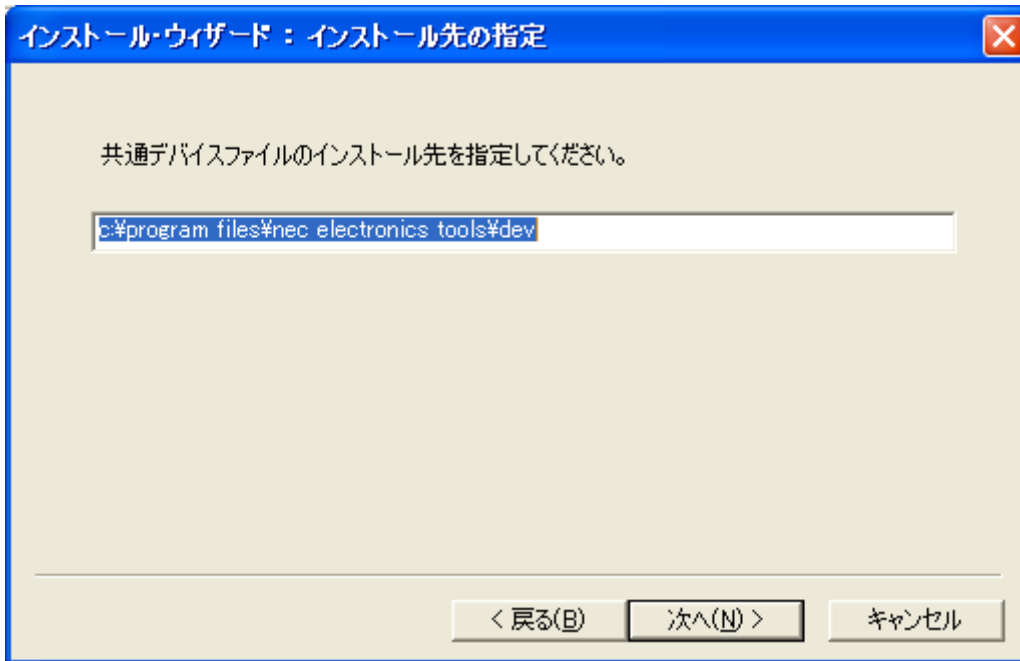 インストール・ウィザード : インストール先の指定
共通デバイスファイルのインストール先を指定してください。
c:¥program files¥nec electronics tools¥dev
< 戻る(B)
次へ(N) >
キャンセル